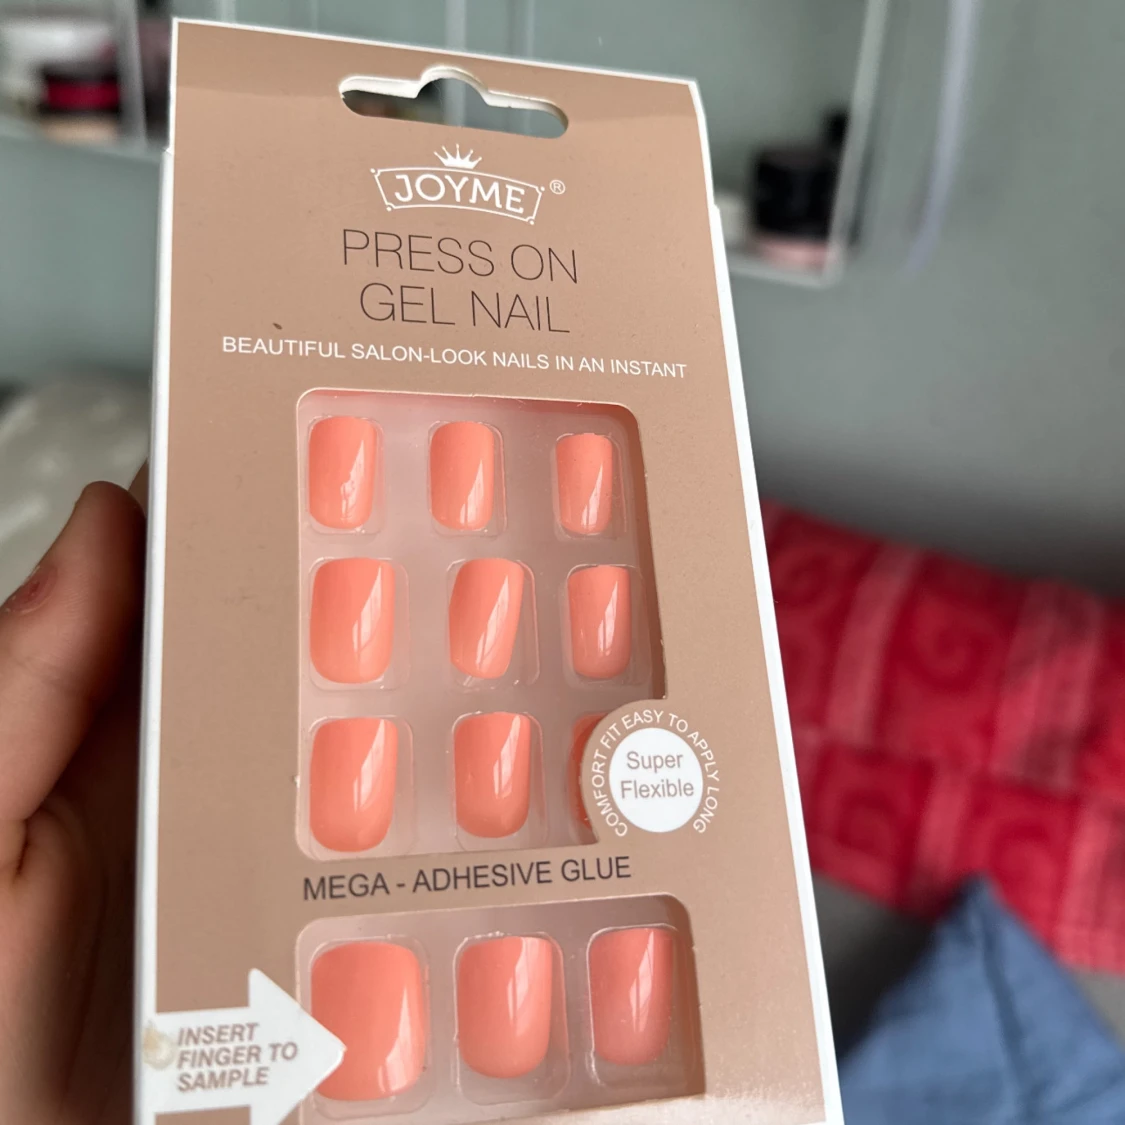 JOYME®
PRESS ON
GEL NAIL
BEAUTIFUL SALON-LOOK NAILS IN AN INSTANT
COMFORT FIT EASY TO APPLY LONG
Super
Flexible
MEGA - ADHESIVE GLUE
INSERT
FINGER TO
SAMPLE